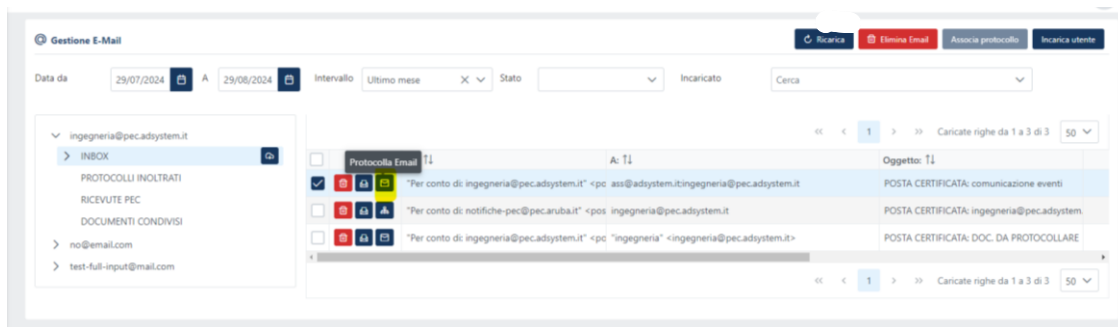 Gestione E-Mail
Ricarica
Elimina Email
Associa protocollo
Incarica utente
Data da 29/07/2024 A 29/08/2024 Intervallo Ultimo mese Stato Incaricato Cerca
ingegneria@pec.adsystem.it
INBOX
PROTOCOLLI INOLTRATI
RICEVUTE PEC
DOCUMENTI CONDIVISI
no@email.com
test-full-input@mail.com
1 Caricate righe da 1 a 3 di 3 50
Protocolla Email
A: Oggetto:
"Per conto di: ingegneria@pec.adsystem.it" <pc ass@adsystem.it;ingegneria@pec.adsystem.it POSTA CERTIFICATA: comunicazione eventi
"Per conto di: notifiche-pec@pec.aruba.it" <pos ingegneria@pec.adsystem.it POSTA CERTIFICATA: ingegneria@pec.adsystem.
"Per conto di: ingegneria@pec.adsystem.it" <pc "ingegneria" <ingegneria@pec.adsystem.it> POSTA CERTIFICATA: DOC. DA PROTOCOLLARE
1 Caricate righe da 1 a 3 di 3 50